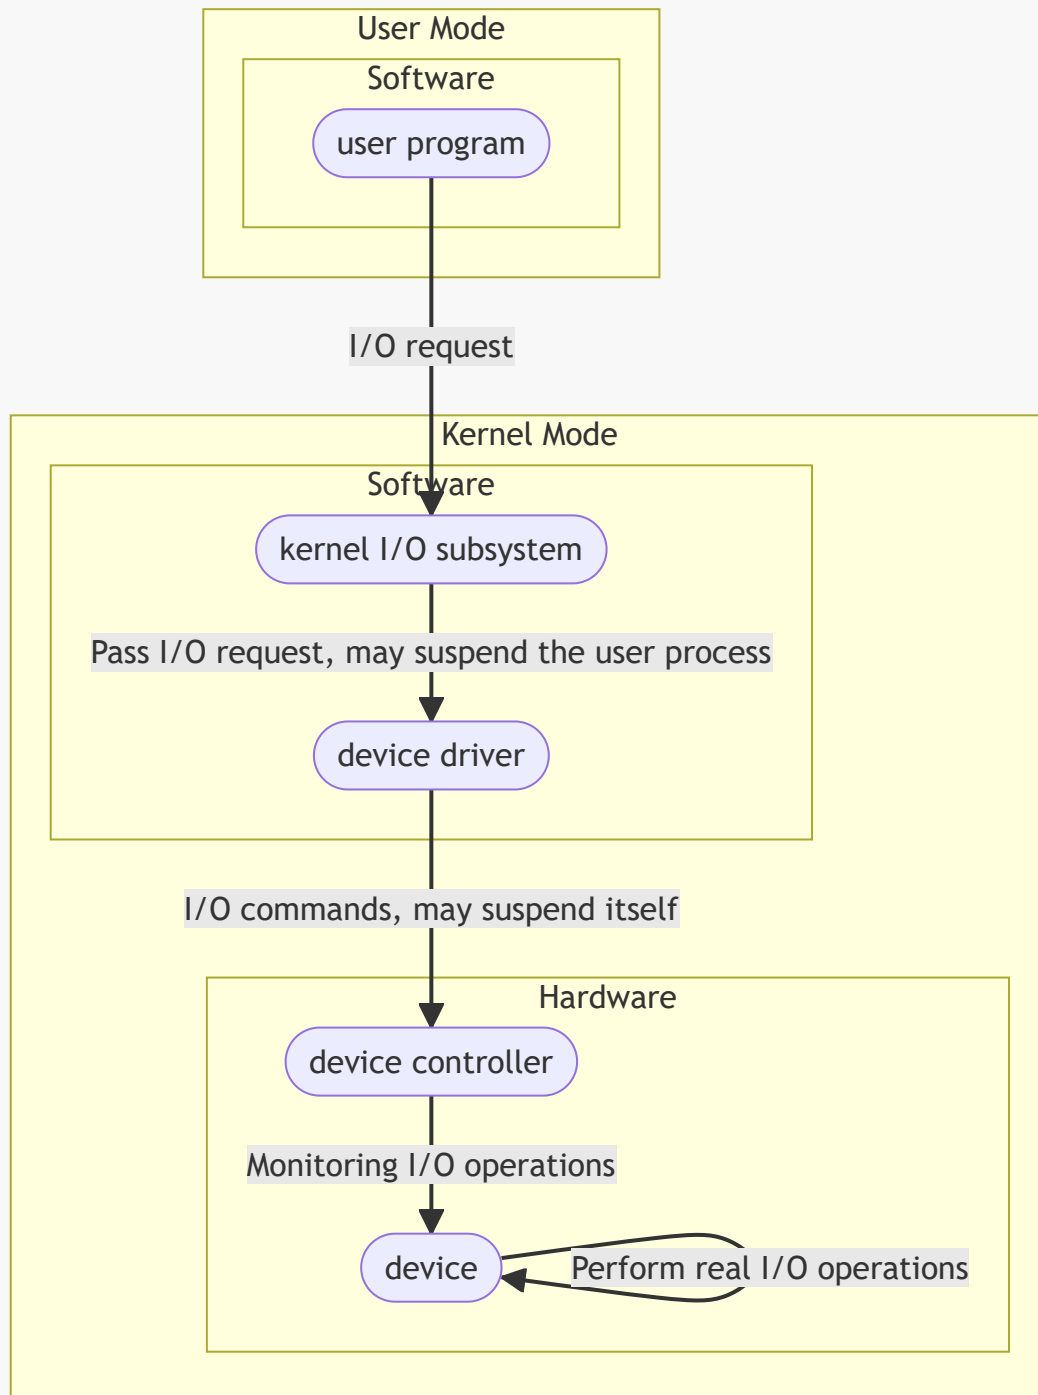 User Mode
Software
user program
I/O request
Kernel Mode
Software
kernel I/O subsystem
Pass I/O request, may suspend the user process
device driver
I/O commands, may suspend itself
Hardware
device controller
Monitoring I/O operations
device
Perform real I/O operations